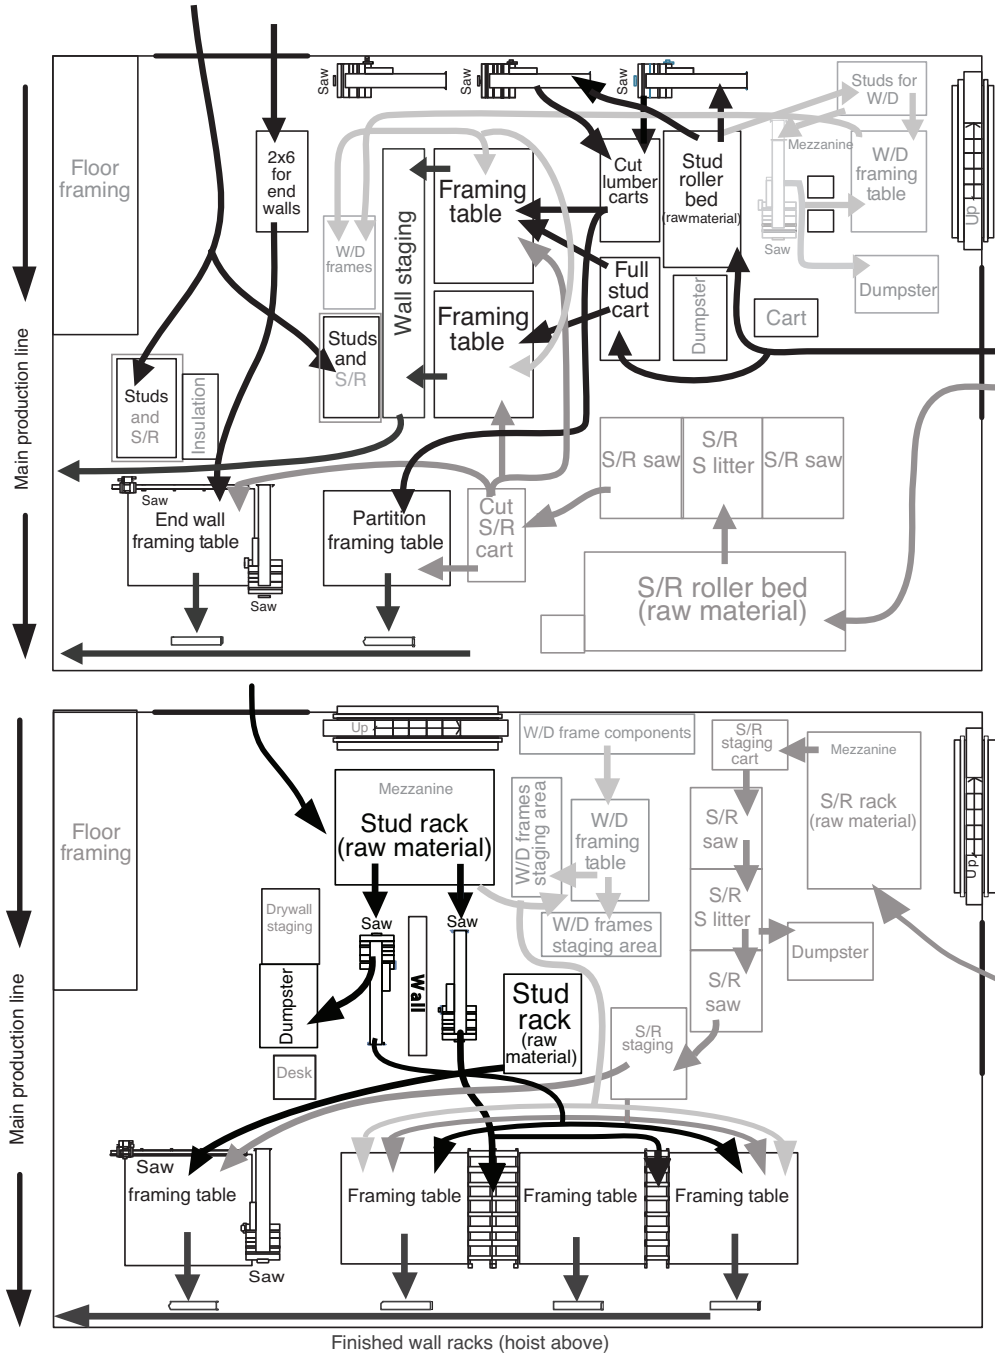 Floor
framing
2x6
for
end
walls
Saw
Saw
Saw
Studs for
W/D
Mezzanine
W/D
framing
table
Saw
Up
Cut
lumber
carts
Stud
roller
bed
(rawmaterial)
Framing
table
W/D
frames
Wall staging
Full
stud
cart
Dumpster
Cart
Dumpster
Framing
table
Studs
and
S/R
Studs
and
S/R
Insulation
Main production line
S/R saw
S/R
S litter
S/R saw
Saw
End wall
framing table
Saw
Partition
framing table
Cut
S/R
cart
S/R roller bed
(raw material)
Floor
framing
Up
W/D frame components
S/R
staging
cart
Mezzanine
S/R rack
(raw material)
Up
Mezzanine
Stud rack
(raw material)
W/D frames
staging area
W/D
framing
table
S/R
saw
S/R
S litter
W/D frames
staging area
Dumpster
S/R
saw
Drywall
staging
Saw
Saw
Wall
Dumpster
Stud
rack
(raw
material)
S/R
staging
Desk
Main production line
Saw
framing table
Saw
Framing table
Framing table
Framing table
Finished wall racks (hoist above)